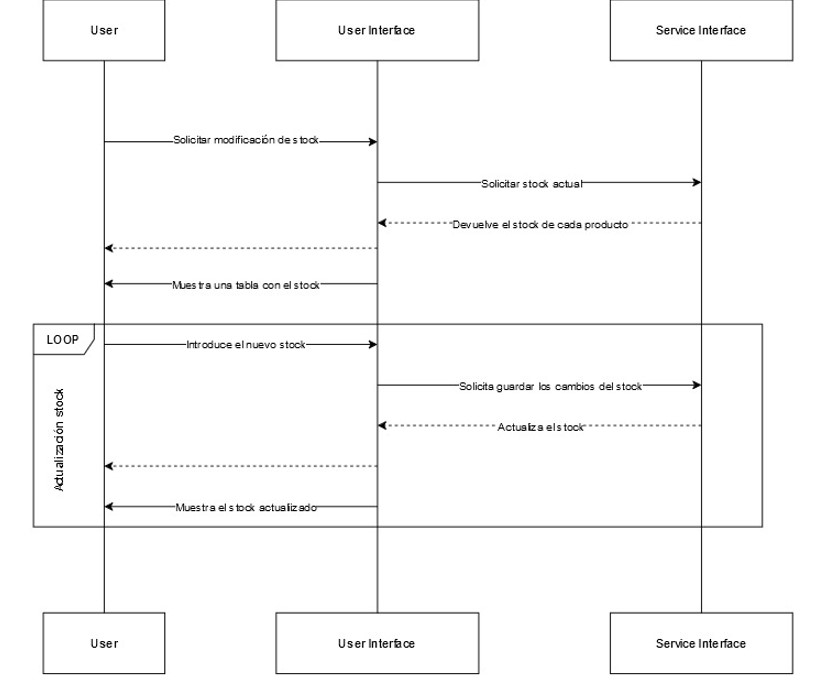 User
User Interface
Service Interface
Solicitar modificación de stock
Solicitar stock actual
Devuelve el stock de cada producto
Muestra una tabla con el stock
LOOP
Introduce el nuevo stock
Actualización stock
Solicita guardar los cambios del stock
Actualiza el stock
Muestra el stock actualizado
User
User Interface
Service Interface